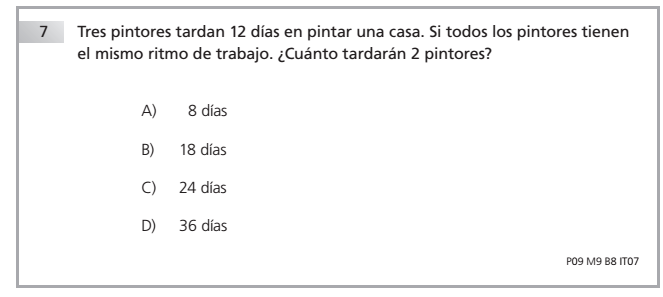 7 Tres pintores tardan 12 días en pintar una casa. Si todos los pintores tienen
el mismo ritmo de trabajo. ¿Cuánto tardarán 2 pintores?
A) 8 días
B) 18 días
C) 24 días
D) 36 días
P09 M9 B8 IT07